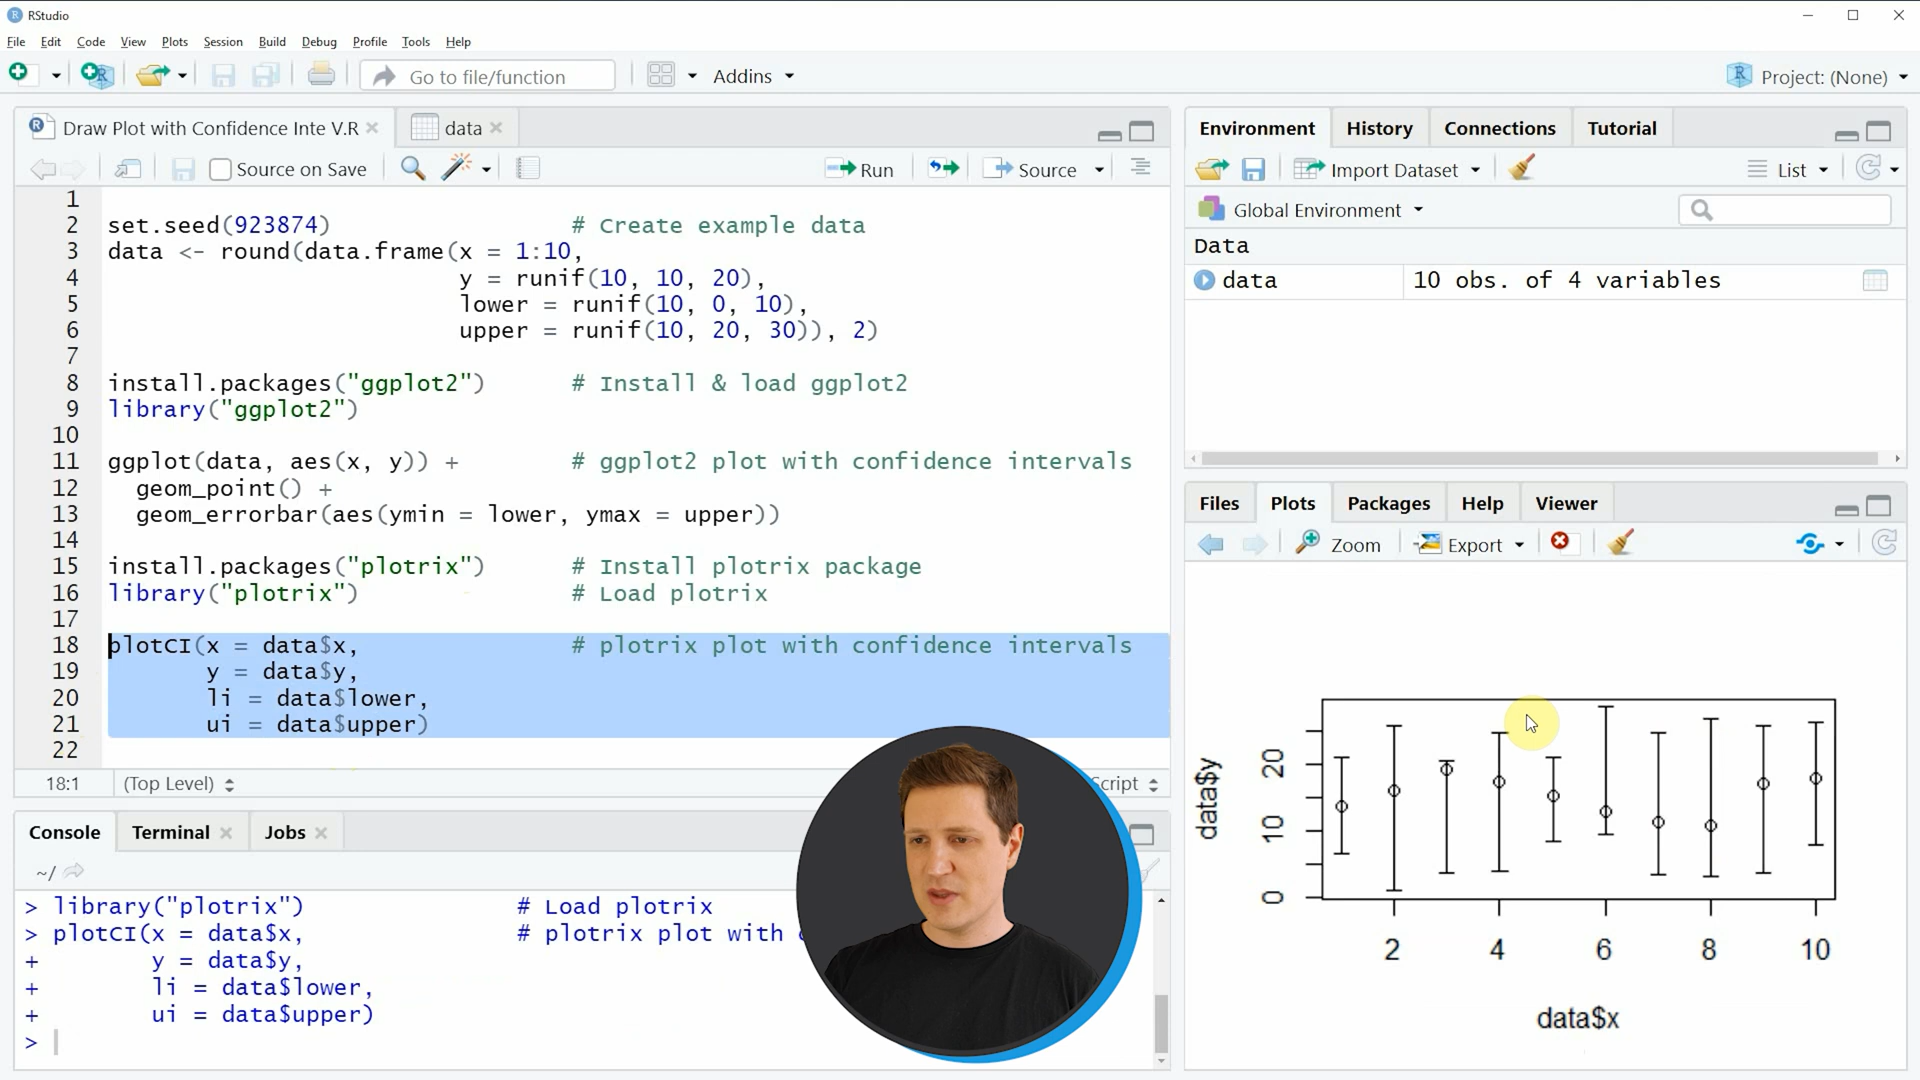 RStudio
File Edit Code View Plots Session Build Debug Profile Tools Help
Go to file/function Addins Project: (None)
Draw Plot with Confidence Inte V.R data
Source on Save Run Source
1
2 set.seed(923874) # Create example data
3 data <- round(data.frame(x = 1:10,
4 y = runif(10, 10, 20),
5 lower = runif(10, 0, 10),
6 upper = runif(10, 20, 30)), 2)
7
8 install.packages("ggplot2") # Install & load ggplot2
9 library("ggplot2")
10
11 ggplot(data, aes(x, y)) + # ggplot2 plot with confidence intervals
12 geom_point() +
13 geom_errorbar(aes(ymin = lower, ymax = upper))
14
15 install.packages("plotrix") # Install plotrix package
16 library("plotrix") # Load plotrix
17
18 plotCI(x = data$x, # plotrix plot with confidence intervals
19 y = data$y,
20 li = data$lower,
21 ui = data$upper)
22
18:1 (Top Level) Script
Console Terminal Jobs
~/
> library("plotrix") # Load plotrix
> plotCI(x = data$x, # plotrix plot with
+ y = data$y,
+ li = data$lower,
+ ui = data$upper)
>
Environment History Connections Tutorial
Import Dataset List
Global Environment
Data
data 10 obs. of 4 variables
Files Plots Packages Help Viewer
Zoom Export
data$y
20
10
0
2 4 6 8 10
data$x